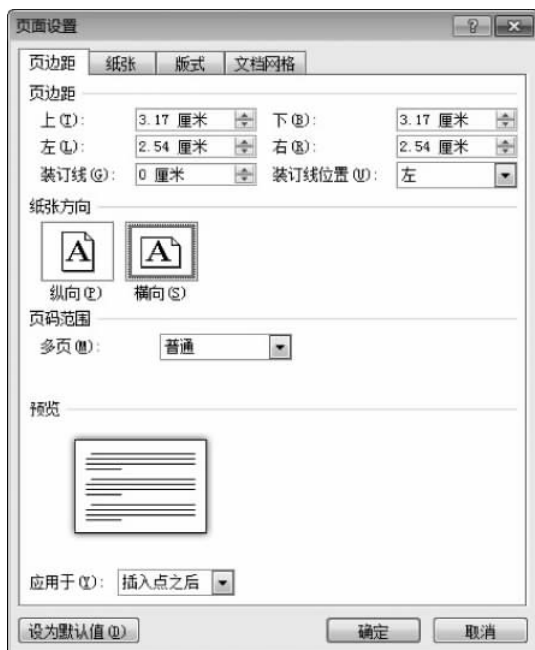 页面设置
页边距 纸张 版式 文档网格
页边距
上(T): 3.17 厘米 下(B): 3.17 厘米
左(L): 2.54 厘米 右(R): 2.54 厘米
装订线(G): 0 厘米 装订线位置(U): 左
纸张方向
A A
纵向(P) 横向(S)
页码范围
多页(M): 普通
预览
应用于(Y): 插入点之后
设为默认值(D) 确定 取消